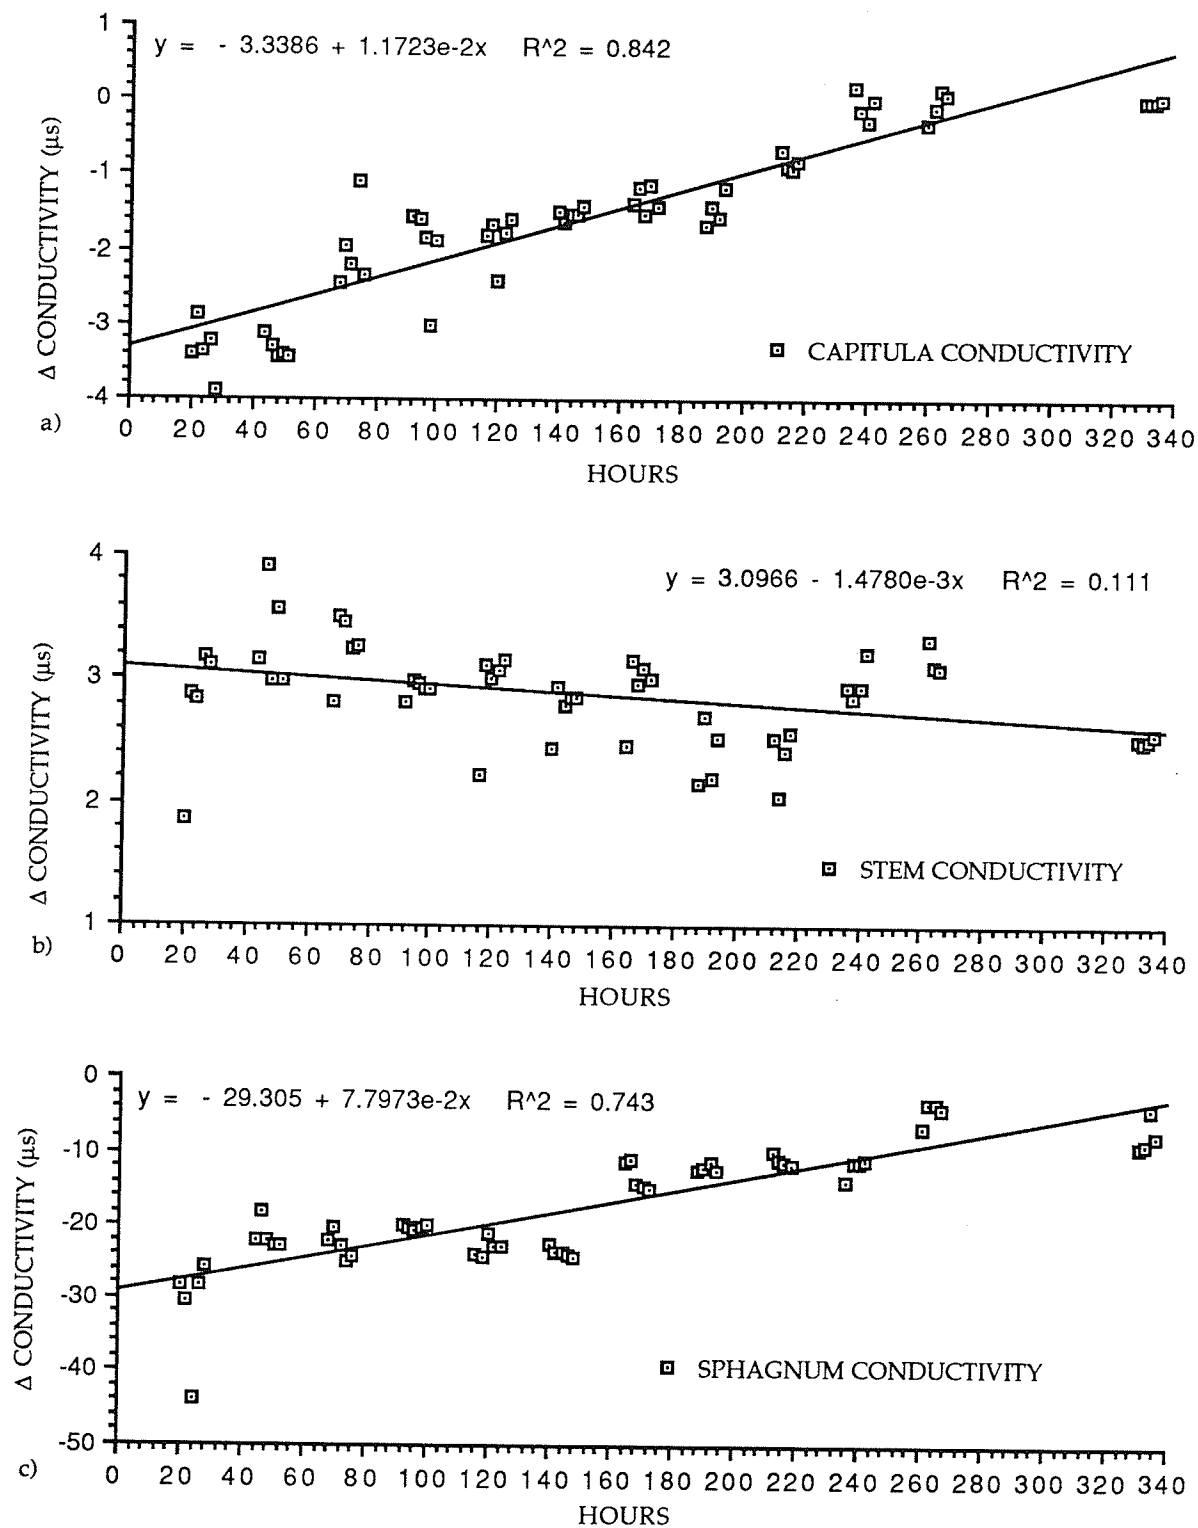 1
y = - 3.3386 + 1.1723e-2x R^2 = 0.842
0
-1
-2
-3
-4
Δ CONDUCTIVITY (µs)
CAPITULA CONDUCTIVITY
a)
0 20 40 60 80 100 120 140 160 180 200 220 240 260 280 300 320 340
HOURS
4
y = 3.0966 - 1.4780e-3x R^2 = 0.111
3
2
1
Δ CONDUCTIVITY (µs)
STEM CONDUCTIVITY
b)
0 20 40 60 80 100 120 140 160 180 200 220 240 260 280 300 320 340
HOURS
0
y = - 29.305 + 7.7973e-2x R^2 = 0.743
-10
-20
-30
-40
-50
Δ CONDUCTIVITY (µs)
SPHAGNUM CONDUCTIVITY
c)
0 20 40 60 80 100 120 140 160 180 200 220 240 260 280 300 320 340
HOURS